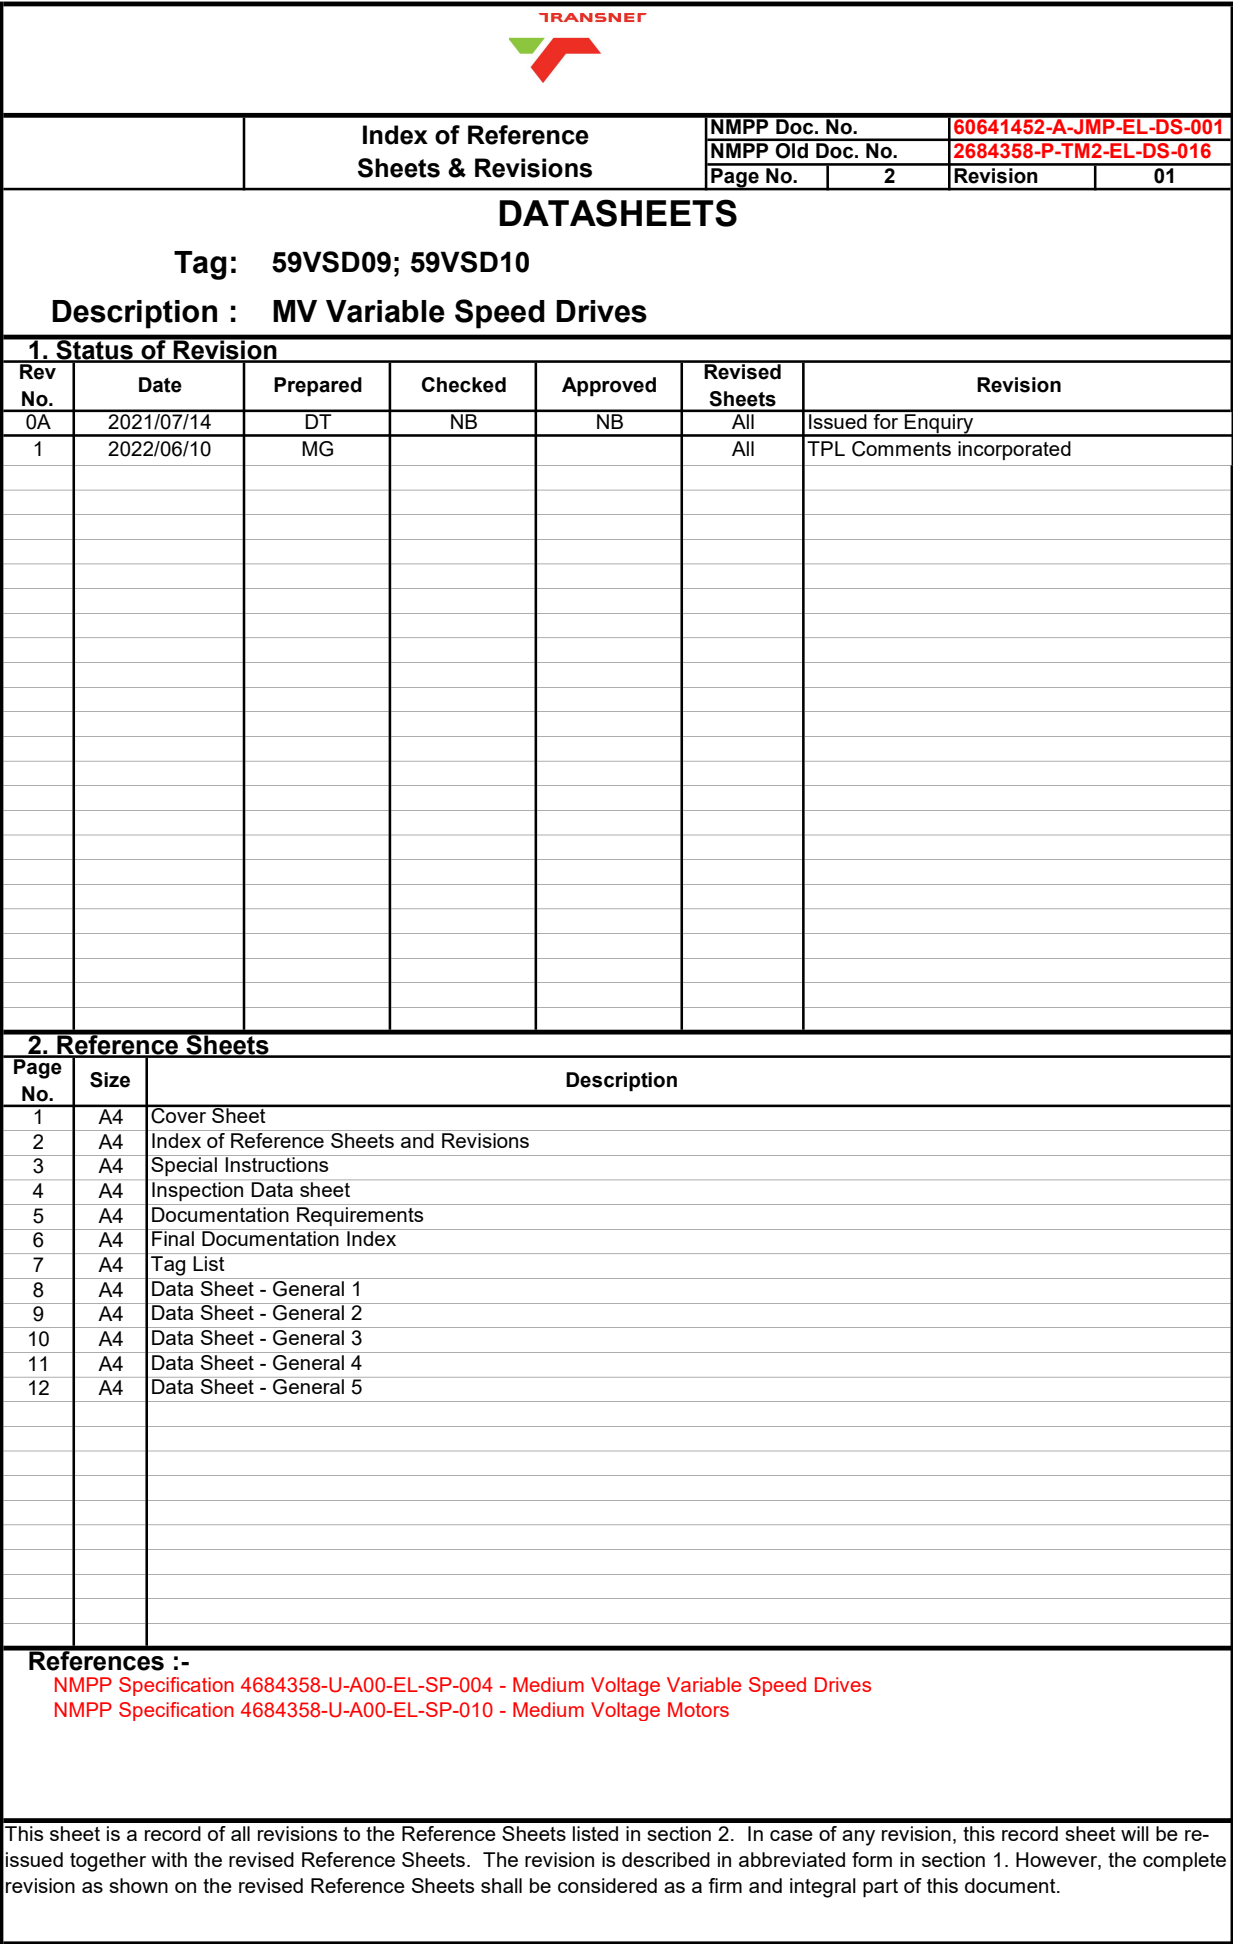 TRANSNET
Index of Reference
Sheets & Revisions
NMPP Doc. No. 60641452-A-JMP-EL-DS-001
NMPP Old Doc. No. 2684358-P-TM2-EL-DS-016
Page No. 2 Revision 01
DATASHEETS
Tag: 59VSD09; 59VSD10
Description : MV Variable Speed Drives
1. Status of Revision
Rev No. Date Prepared Checked Approved Revised Sheets Revision
0A 2021/07/14 DT NB NB All Issued for Enquiry
1 2022/06/10 MG All TPL Comments incorporated
2. Reference Sheets
Page No. Size Description
1 A4 Cover Sheet
2 A4 Index of Reference Sheets and Revisions
3 A4 Special Instructions
4 A4 Inspection Data sheet
5 A4 Documentation Requirements
6 A4 Final Documentation Index
7 A4 Tag List
8 A4 Data Sheet - General 1
9 A4 Data Sheet - General 2
10 A4 Data Sheet - General 3
11 A4 Data Sheet - General 4
12 A4 Data Sheet - General 5
References :-
NMPP Specification 4684358-U-A00-EL-SP-004 - Medium Voltage Variable Speed Drives
NMPP Specification 4684358-U-A00-EL-SP-010 - Medium Voltage Motors
This sheet is a record of all revisions to the Reference Sheets listed in section 2. In case of any revision, this record sheet will be re-
issued together with the revised Reference Sheets. The revision is described in abbreviated form in section 1. However, the complete
revision as shown on the revised Reference Sheets shall be considered as a firm and integral part of this document.